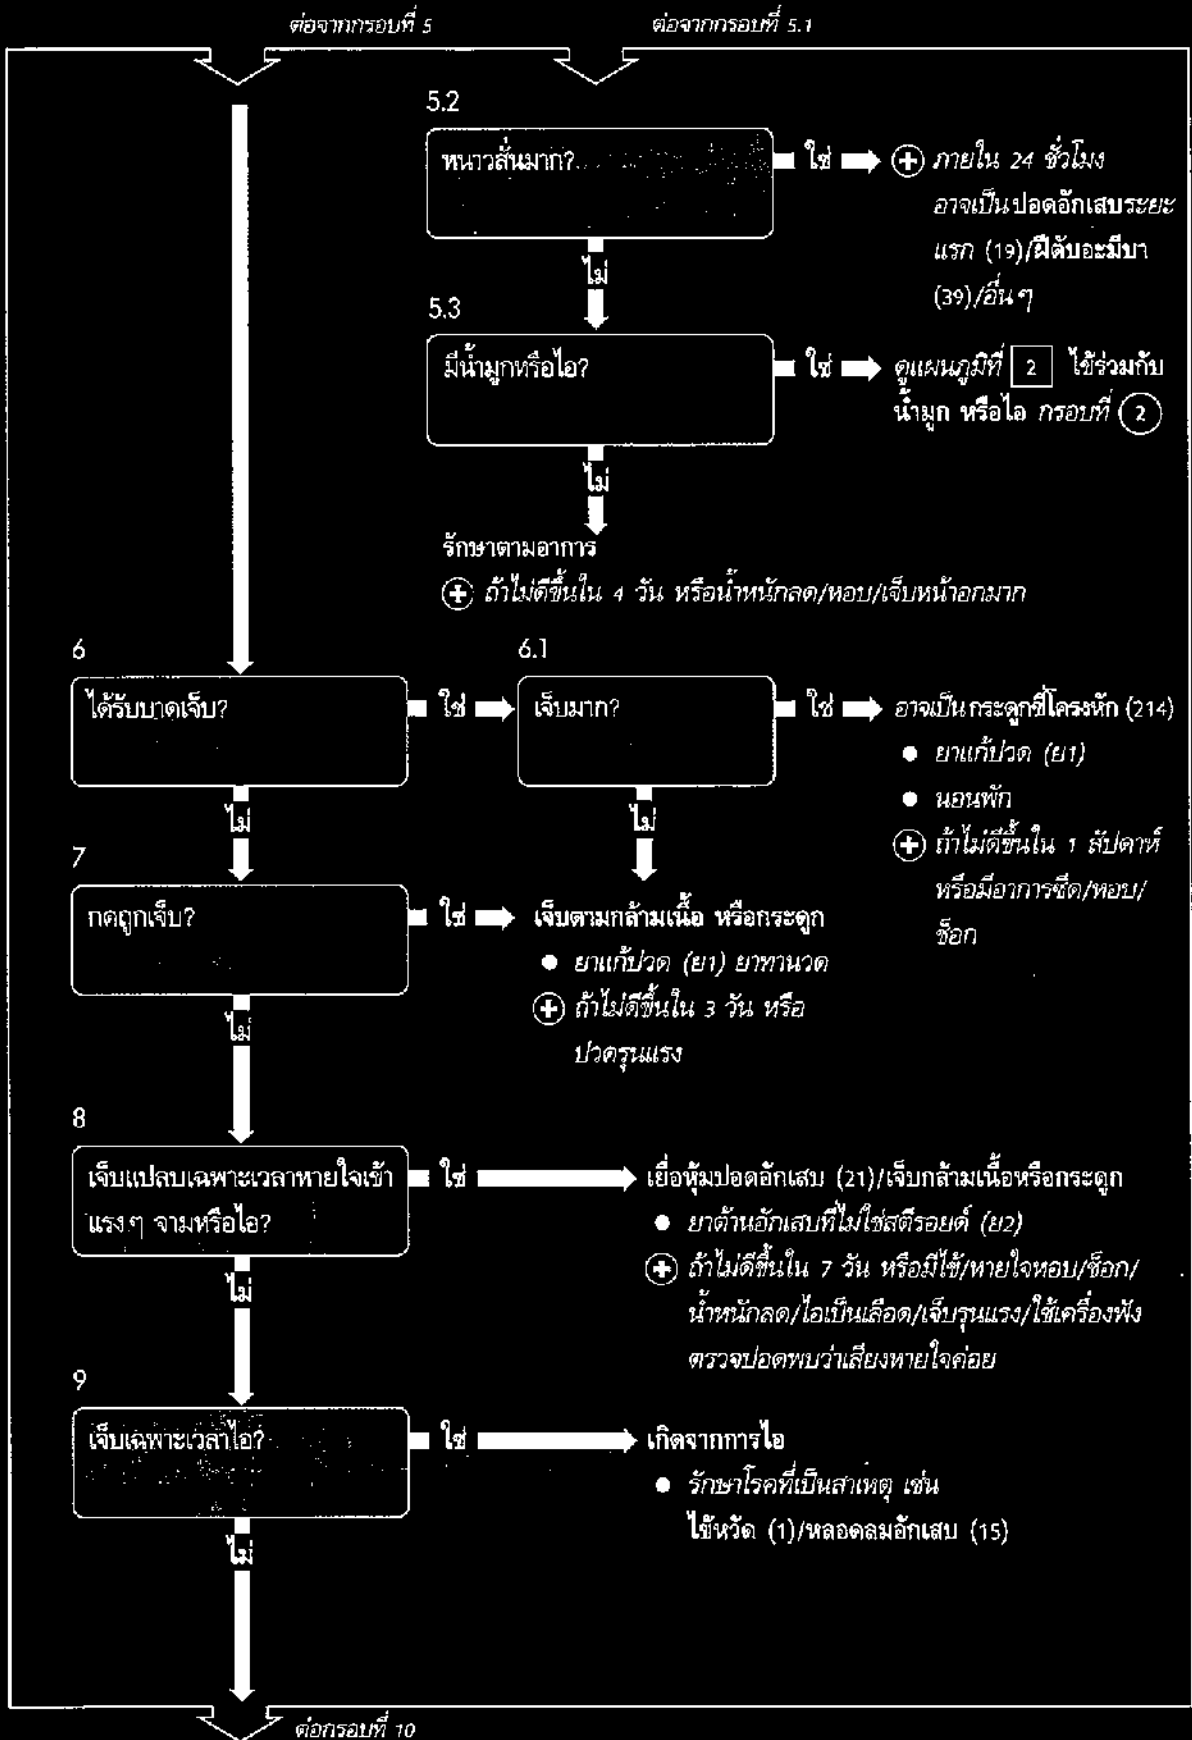 ต่อจากกรอบที่ 5
ต่อจากกรอบที่ 5.1
5.2
หนาวสั่นมาก?
ใช่
ภายใน 24 ชั่วโมง
อาจเป็นปอดอักเสบระยะ
แรก (19)/ฝีตับอะมีบา
(39)/อื่นๆ
ไม่
5.3
มีน้ำมูกหรือไอ?
ใช่
ดูแผนภูมิที่ 2 ไข้ร่วมกับ
น้ำมูก หรือไอ กรอบที่ 2
ไม่
รักษาตามอาการ
ถ้าไม่ดีขึ้นใน 4 วัน หรือน้ำหนักลด/หอบ/เจ็บหน้าอกมาก
6
ได้รับบาดเจ็บ?
ใช่
6.1
เจ็บมาก?
ใช่
อาจเป็นกระดูกซี่โครงหัก (214)
● ยาแก้ปวด (ย1)
● นอนพัก
ถ้าไม่ดีขึ้นใน 1 สัปดาห์
หรือมีอาการซีด/หอบ/
ช็อก
ไม่
ไม่
7
กดถูกเจ็บ?
ใช่
เจ็บตามกล้ามเนื้อ หรือกระดูก
● ยาแก้ปวด (ย1) ยาทานวด
ถ้าไม่ดีขึ้นใน 3 วัน หรือ
ปวดรุนแรง
ไม่
8
เจ็บแปลบเฉพาะเวลาหายใจเข้า
แรงๆ จามหรือไอ?
ใช่
เยื่อหุ้มปอดอักเสบ (21)/เจ็บกล้ามเนื้อหรือกระดูก
● ยาต้านอักเสบที่ไม่ใช่สตีรอยด์ (ย2)
ถ้าไม่ดีขึ้นใน 7 วัน หรือมีไข้/หายใจหอบ/ช็อก/
น้ำหนักลด/ไอเป็นเลือด/เจ็บรุนแรง/ใช้เครื่องฟัง
ตรวจปอดพบว่าเสียงหายใจค่อย
ไม่
9
เจ็บเฉพาะเวลาไอ?
ใช่
เกิดจากการไอ
● รักษาโรคที่เป็นสาเหตุ เช่น
ไข้หวัด (1)/หลอดลมอักเสบ (15)
ไม่
ต่อกรอบที่ 10